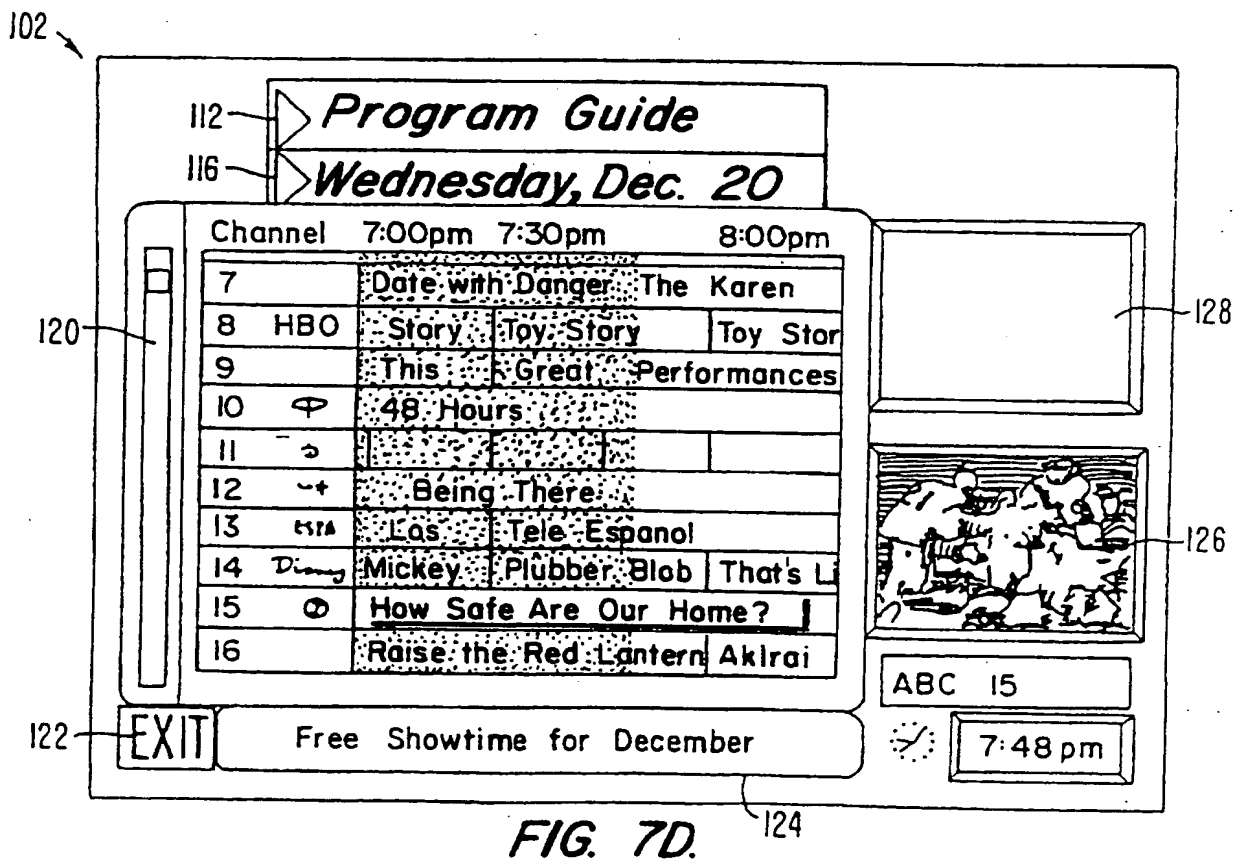 102
112 Program Guide
116 Wednesday, Dec. 20
Channel 7:00pm 7:30pm 8:00pm
7 Date with Danger The Karen
8 HBO Story Toy Story Toy Stor
128
120
9 This Great Performances
10 48 Hours
11
12 Being There
13 Las Tele Espanol
14 Disney Mickey Plubber Blob That's Li
126
15 How Safe Are Our Home?
16 Raise the Red Lantern Akirai
ABC 15
122 EXIT Free Showtime for December
7:48pm
124
FIG. 7D.